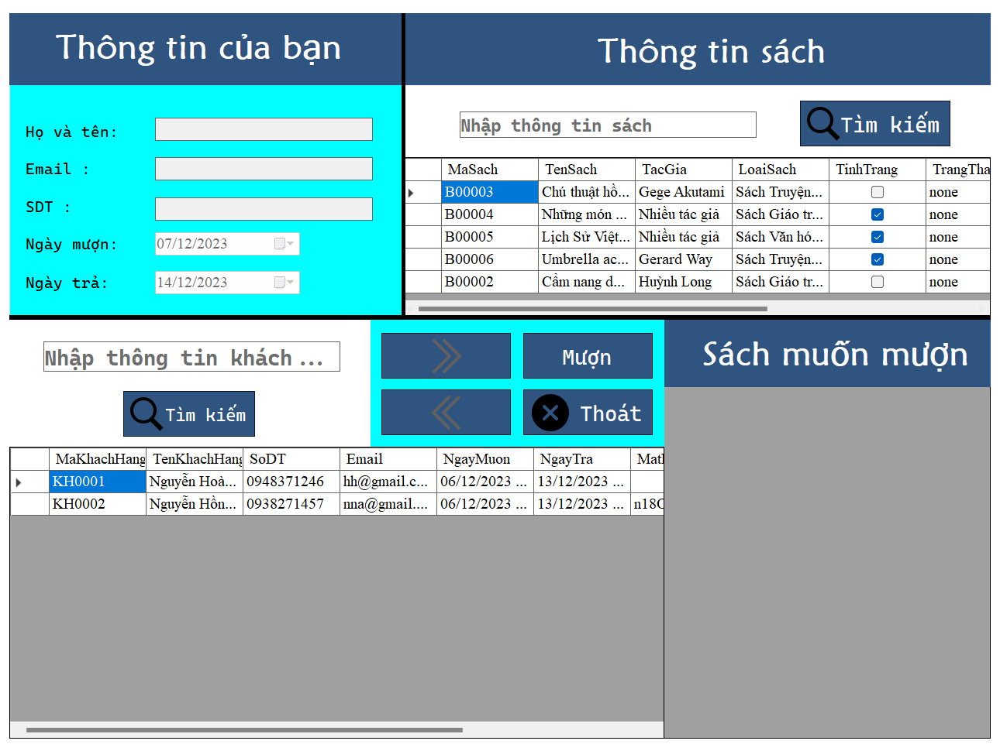 Thông tin của bạn
Họ và tên:
Email :
SDT :
Ngày mượn: 07/12/2023
Ngày trả: 14/12/2023
Thông tin sách
Nhập thông tin sách Tìm kiếm
MaSach TenSach TacGia LoaiSach TinhTrang TrangTha
B00003 Chú thuật hồ... Gege Akutami Sách Truyện... none
B00004 Những món ... Nhiều tác giả Sách Giáo tr... none
B00005 Lịch Sử Việt... Nhiều tác giả Sách Văn hó... none
B00006 Umbrella ac... Gerard Way Sách Truyện... none
B00002 Cẩm nang d... Huỳnh Long Sách Giáo tr... none
Nhập thông tin khách...
Tìm kiếm
Mượn
Thoát
Sách muốn mượn
MaKhachHang TenKhachHang SoDT Email NgayMuon NgayTra Mat
KH0001 Nguyễn Hoà... 0948371246 hh@gmail.c... 06/12/2023 ... 13/12/2023 ...
KH0002 Nguyễn Hồn... 0938271457 nna@gmail.... 06/12/2023 ... 13/12/2023 ...